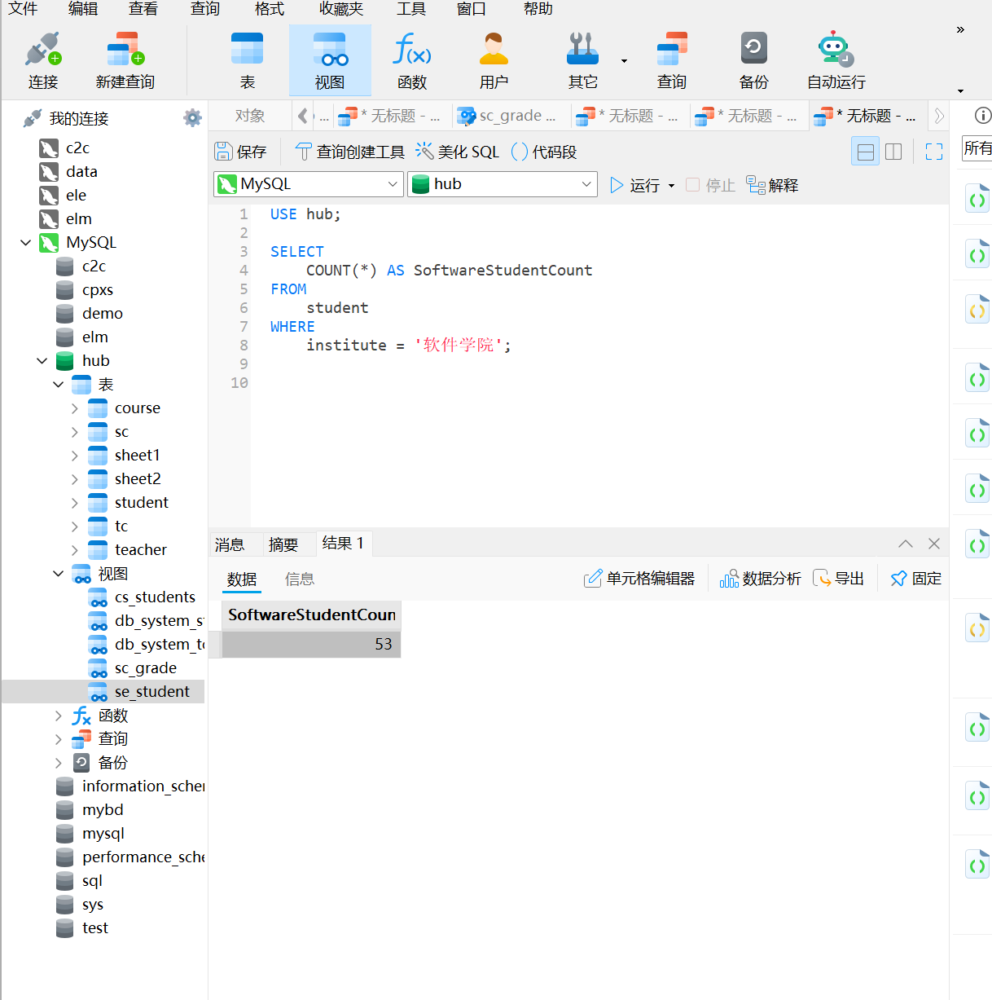 文件 编辑 查看 查询 格式 收藏夹 工具 窗口 帮助
»
连接 新建查询 表 视图 函数 用户 其它 查询 备份 自动运行
我的连接
c2c
data
ele
elm
MySQL
c2c
cpxs
demo
elm
hub
表
course
sc
sheet1
sheet2
student
tc
teacher
视图
cs_students
db_system_s
db_system_t
sc_grade
se_student
函数
查询
备份
information_scher
mybd
mysql
performance_sche
sql
sys
test
对象 ... * 无标题 - ... sc_grade ... * 无标题 - ... * 无标题 - ... * 无标题 - ...
保存 查询创建工具 美化 SQL () 代码段
MySQL hub 运行 停止 解释
1 USE hub;
2
3 SELECT
4 COUNT(*) AS SoftwareStudentCount
5 FROM
6 student
7 WHERE
8 institute = '软件学院';
9
10
消息 摘要 结果 1
数据 信息 单元格编辑器 数据分析 导出 固定
SoftwareStudentCoun
53
所有